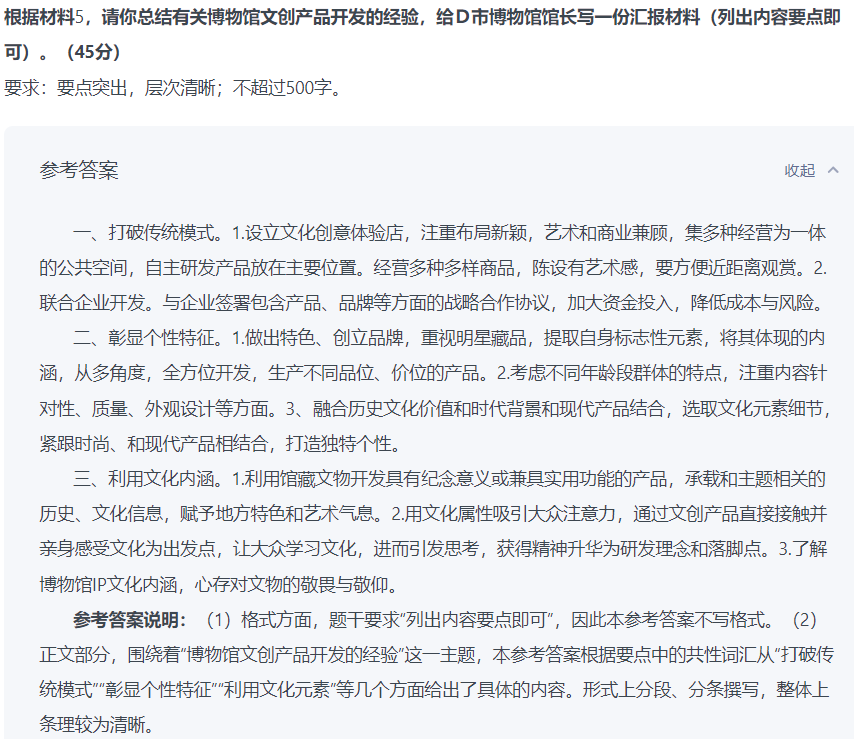 根据材料5，请你总结有关博物馆文创产品开发的经验，给D市博物馆馆长写一份汇报材料（列出内容要点即
可）。（45分）
要求：要点突出，层次清晰；不超过500字。
参考答案
收起
一、打破传统模式。1.设立文化创意体验店，注重布局新颖，艺术和商业兼顾，集多种经营为一体
的公共空间，自主研发产品放在主要位置。经营多种多样商品，陈设有艺术感，要方便近距离观赏。2.
联合企业开发。与企业签署包含产品、品牌等方面的战略合作协议，加大资金投入，降低成本与风险。
二、彰显个性特征。1.做出特色、创立品牌，重视明星藏品，提取自身标志性元素，将其体现的内
涵，从多角度，全方位开发，生产不同品位、价位的产品。2.考虑不同年龄段群体的特点，注重内容针
对性、质量、外观设计等方面。3、融合历史文化价值和时代背景和现代产品结合，选取文化元素细节，
紧跟时尚、和现代产品相结合，打造独特个性。
三、利用文化内涵。1.利用馆藏文物开发具有纪念意义或兼具实用功能的产品，承载和主题相关的
历史、文化信息，赋予地方特色和艺术气息。2.用文化属性吸引大众注意力，通过文创产品直接接触并
亲身感受文化为出发点，让大众学习文化，进而引发思考，获得精神升华为研发理念和落脚点。3.了解
博物馆IP文化内涵，心存对文物的敬畏与敬仰。
参考答案说明：（1）格式方面，题干要求“列出内容要点即可”，因此本参考答案不写格式。（2）
正文部分，围绕着“博物馆文创产品开发的经验”这一主题，本参考答案根据要点中的共性词汇从“打破传
统模式”“彰显个性特征”“利用文化元素”等几个方面给出了具体的内容。形式上分段、分条撰写，整体上
条理较为清晰。